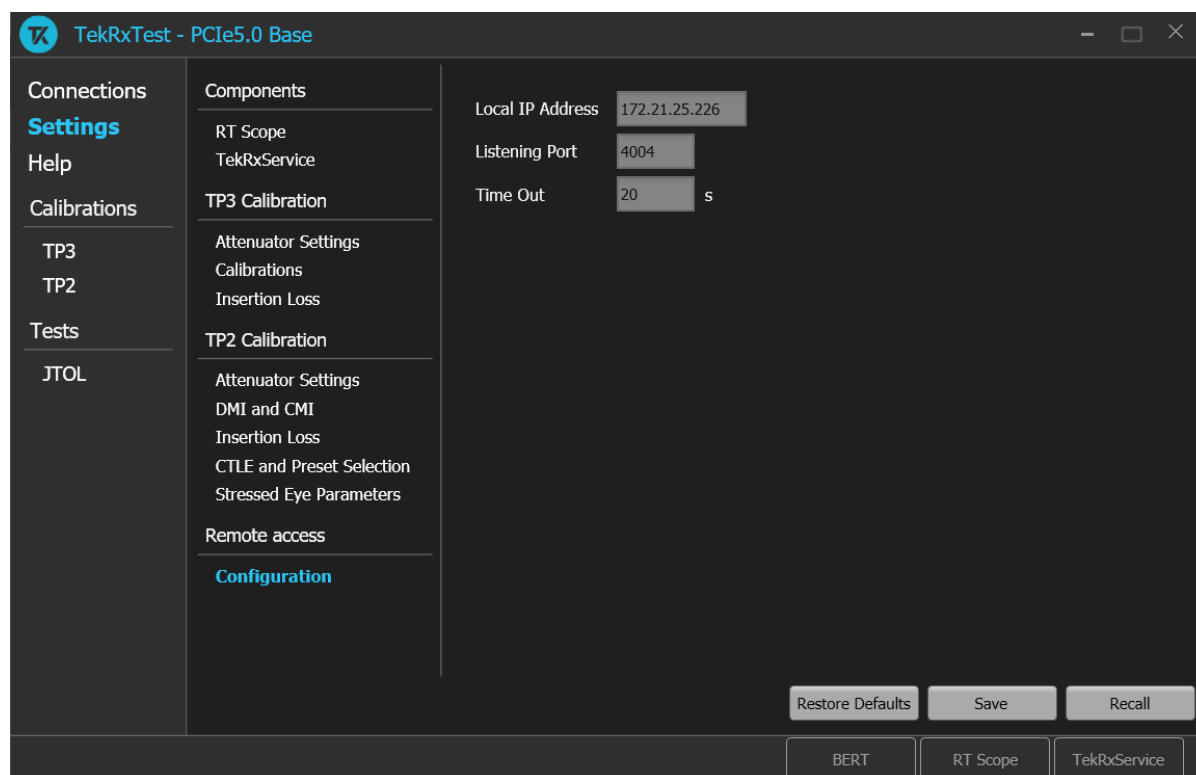 TekRxTest - PCIe5.0 Base
Connections
Settings
Help
Calibrations
TP3
TP2
Tests
JTOL
Components
RT Scope
TekRxService
TP3 Calibration
Attenuator Settings
Calibrations
Insertion Loss
TP2 Calibration
Attenuator Settings
DMI and CMI
Insertion Loss
CTLE and Preset Selection
Stressed Eye Parameters
Remote access
Configuration
Local IP Address 172.21.25.226
Listening Port 4004
Time Out 20 s
Restore Defaults Save Recall
BERT RT Scope TekRxService